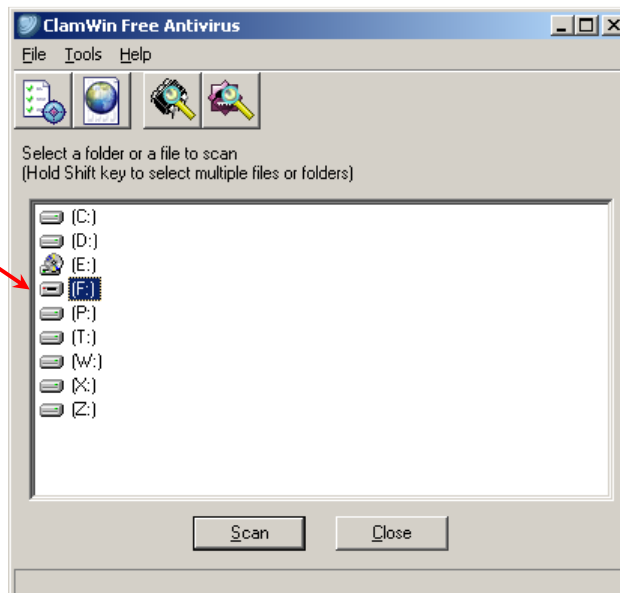 ClamWin Free Antivirus
File Tools Help
Select a folder or a file to scan
(Hold Shift key to select multiple files or folders)
(C:)
(D:)
(E:)
(F:)
(P:)
(T:)
(W:)
(X:)
(Z:)
Scan Close